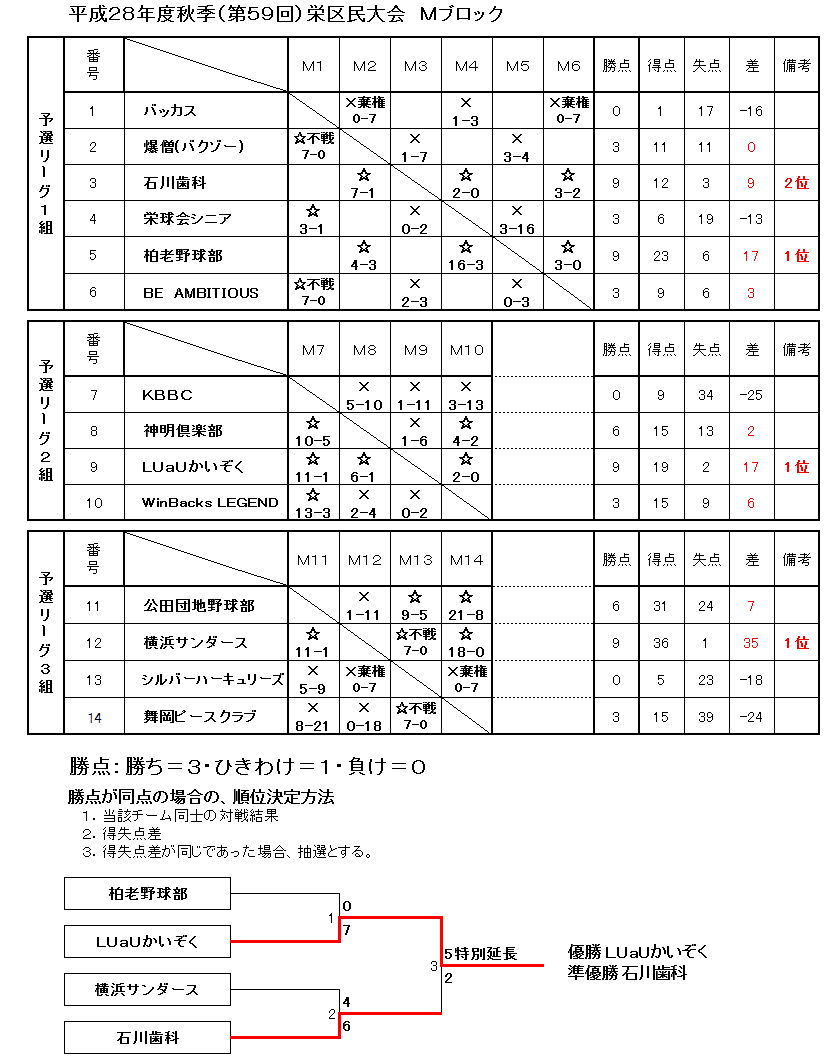 平成28年度秋季（第59回）栄区民大会　Mブロック
予選リーグ1組
番号 M1 M2 M3 M4 M5 M6 勝点 得点 失点 差 備考
1 バッカス ×棄権 0-7 × 1-3 ×棄権 0-7 0 1 17 -16
2 爆僧(バクゾー) ☆不戦 7-0 × 1-7 × 3-4 3 11 11 0
3 石川歯科 ☆ 7-1 ☆ 2-0 ☆ 3-2 9 12 3 9 2位
4 栄球会シニア ☆ 3-1 × 0-2 × 3-16 3 6 19 -13
5 柏老野球部 ☆ 4-3 ☆ 16-3 ☆ 3-0 9 23 6 17 1位
6 BE AMBITIOUS ☆不戦 7-0 × 2-3 × 0-3 3 9 6 3
予選リーグ2組
番号 M7 M8 M9 M10 勝点 得点 失点 差 備考
7 KBBC × 5-10 × 1-11 × 3-13 0 9 34 -25
8 神明倶楽部 ☆ 10-5 × 1-6 ☆ 4-2 6 15 13 2
9 LUaUかいぞく ☆ 11-1 ☆ 6-1 ☆ 2-0 9 19 2 17 1位
10 WinBacks LEGEND ☆ 13-3 × 2-4 × 0-2 3 15 9 6
予選リーグ3組
番号 M11 M12 M13 M14 勝点 得点 失点 差 備考
11 公田団地野球部 × 1-11 ☆ 9-5 ☆ 21-8 6 31 24 7
12 横浜サンダース ☆ 11-1 ☆不戦 7-0 ☆ 18-0 9 36 1 35 1位
13 シルバーハーキュリーズ × 5-9 ×棄権 0-7 ×棄権 0-7 0 5 23 -18
14 舞岡ピースクラブ × 8-21 × 0-18 ☆不戦 7-0 3 15 39 -24
勝点：勝ち＝3・ひきわけ＝1・負け＝0
勝点が同点の場合の、順位決定方法
1．当該チーム同士の対戦結果
2．得失点差
3．得失点差が同じであった場合、抽選とする。
柏老野球部
0
1
7
LUaUかいぞく
5特別延長
3
2
優勝 LUaUかいぞく
準優勝 石川歯科
横浜サンダース
4
2
6
石川歯科